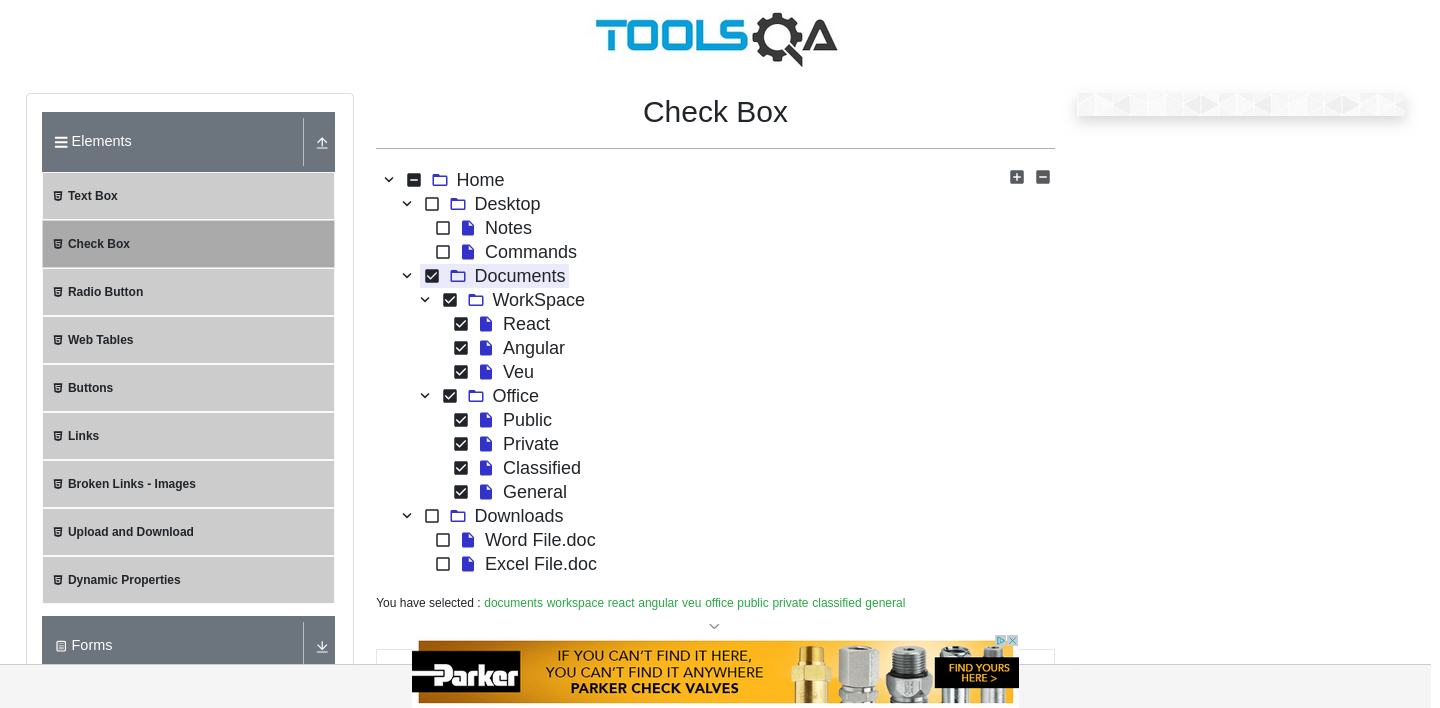 TOOLSQA
Elements
Text Box
Check Box
Radio Button
Web Tables
Buttons
Links
Broken Links - Images
Upload and Download
Dynamic Properties
Forms
Check Box
Home
Desktop
Notes
Commands
Documents
WorkSpace
React
Angular
Veu
Office
Public
Private
Classified
General
Downloads
Word File.doc
Excel File.doc
You have selected : documents workspace react angular veu office public private classified general
Parker
IF YOU CAN'T FIND IT HERE,
YOU CAN'T FIND IT ANYWHERE
PARKER CHECK VALVES
FIND YOURS
HERE >